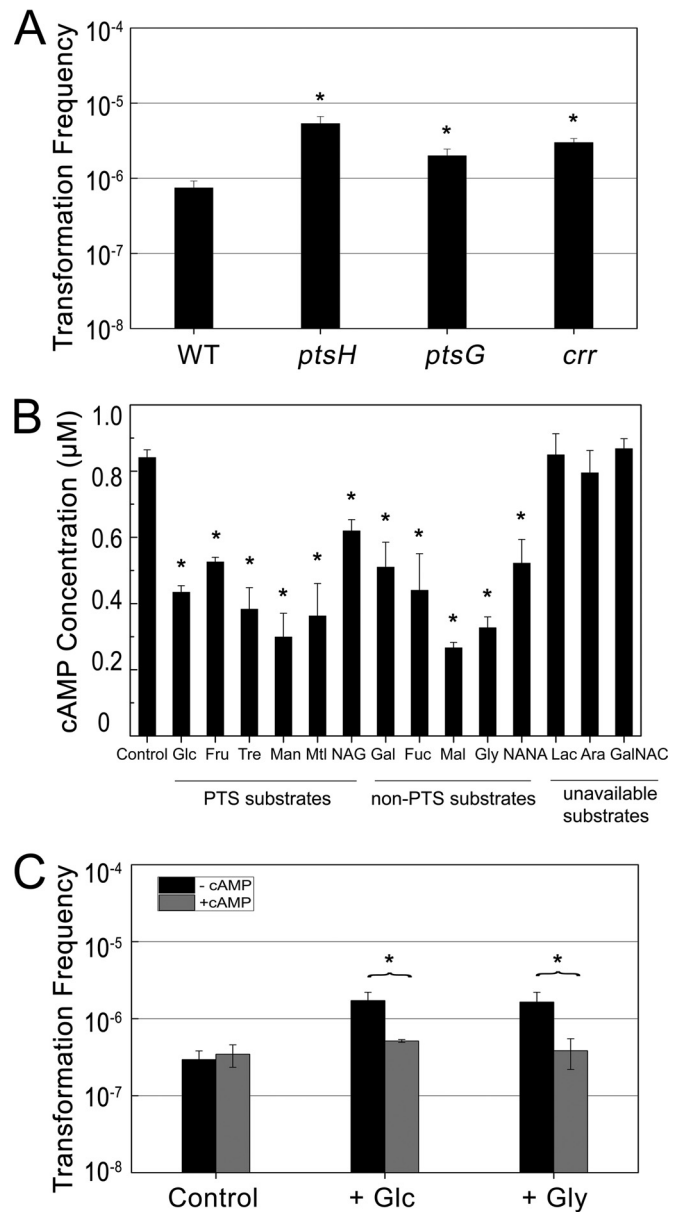 A
Transformation Frequency
10⁻⁴
10⁻⁵
10⁻⁶
10⁻⁷
10⁻⁸
* * *
WT ptsH ptsG crr
B
cAMP Concentration (µM)
1.0
0.8
0.6
0.4
0.2
0
* * * * * * * * * * *
Control Glc Fru Tre Man Mtl NAG Gal Fuc Mal Gly NANA Lac Ara GalNAC
PTS substrates non-PTS substrates unavailable
substrates
C
Transformation Frequency
10⁻⁴
10⁻⁵
10⁻⁶
10⁻⁷
10⁻⁸
- cAMP
+cAMP
* *
Control + Glc + Gly